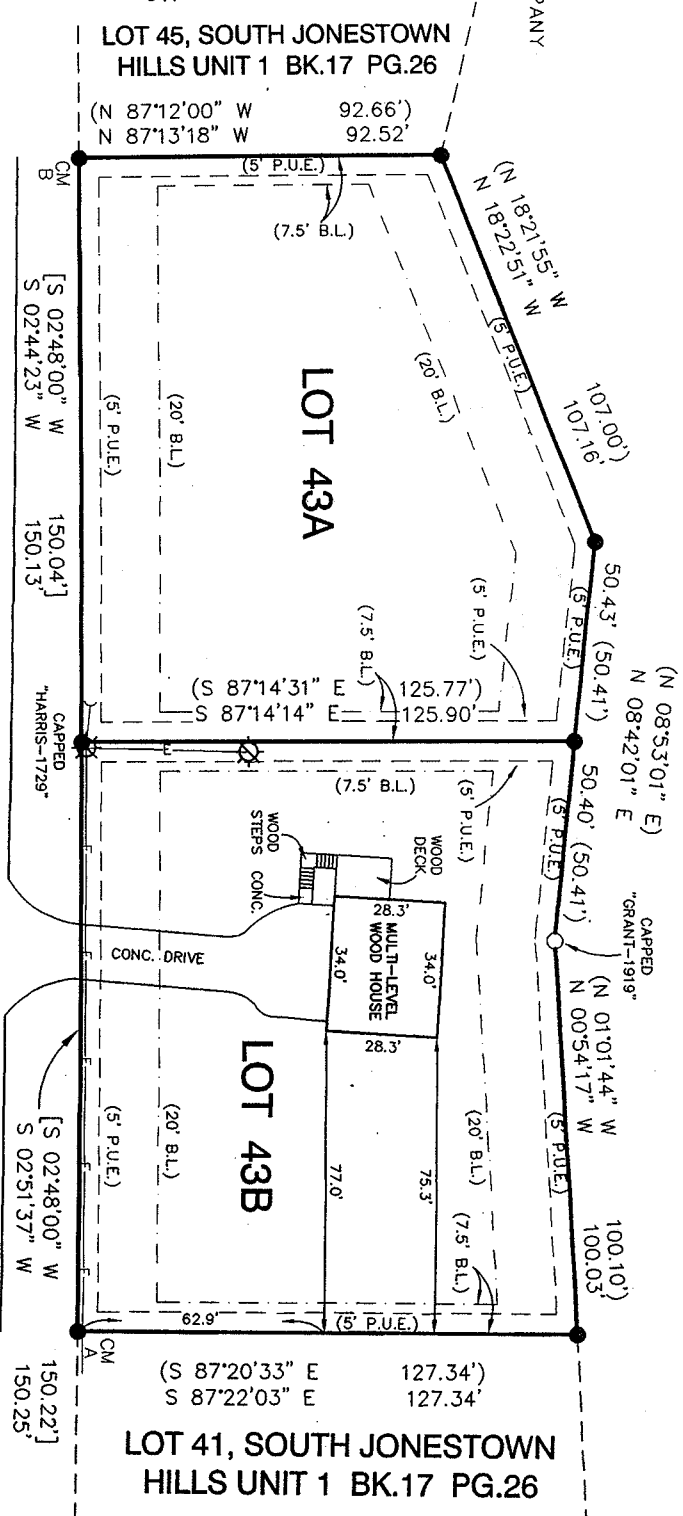 PANY
LOT 45, SOUTH JONESTOWN
HILLS UNIT 1 BK.17 PG.26
(N 87°12'00" W 92.66')
N 87°13'18" W 92.52'
(5' P.U.E.)
(7.5' B.L.)
CM
B
(N 18°21'55" W 107.00')
N 18°22'51" W 107.16'
(5' P.U.E.)
(20' B.L.)
[S 02°48'00" W 150.04']
S 02°44'23" W 150.13'
(5' P.U.E.)
(20' B.L.)
LOT 43A
50.43' (50.41')
(5' P.U.E.)
(N 08°53'01" E)
N 08°42'01" E
(5' P.U.E.)
(7.5' B.L.)
(S 87°14'31" E 125.77')
S 87°14'14" E 125.90'
CAPPED
"HARRIS-1729"
E
(7.5' B.L.)
(5' P.U.E.)
50.40' (50.41')
(5' P.U.E.)
CAPPED
"GRANT-1919"
WOOD
STEPS
CONC.
WOOD
DECK
28.3'
MULTI-LEVEL
WOOD HOUSE
34.0'
34.0'
28.3'
CONC. DRIVE
E
E
E
E
E
(N 01°01'44" W 100.10')
N 00°54'17" W 100.03'
(5' P.U.E.)
LOT 43B
(5' P.U.E.)
(20' B.L.)
(20' B.L.)
77.0'
75.3'
(7.5' B.L.)
[S 02°48'00" W 150.22']
S 02°51'37" W 150.25'
62.9'
(5' P.U.E.)
CM
A
(S 87°20'33" E 127.34')
S 87°22'03" E 127.34'
LOT 41, SOUTH JONESTOWN
HILLS UNIT 1 BK.17 PG.26